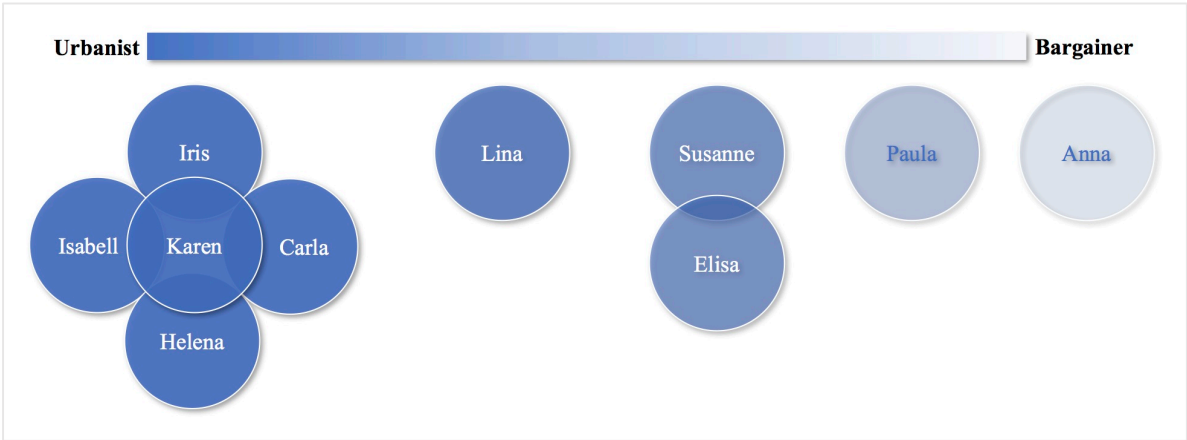 Urbanist
Bargainer
Iris
Lina
Susanne
Paula
Anna
Isabell
Karen
Carla
Elisa
Helena